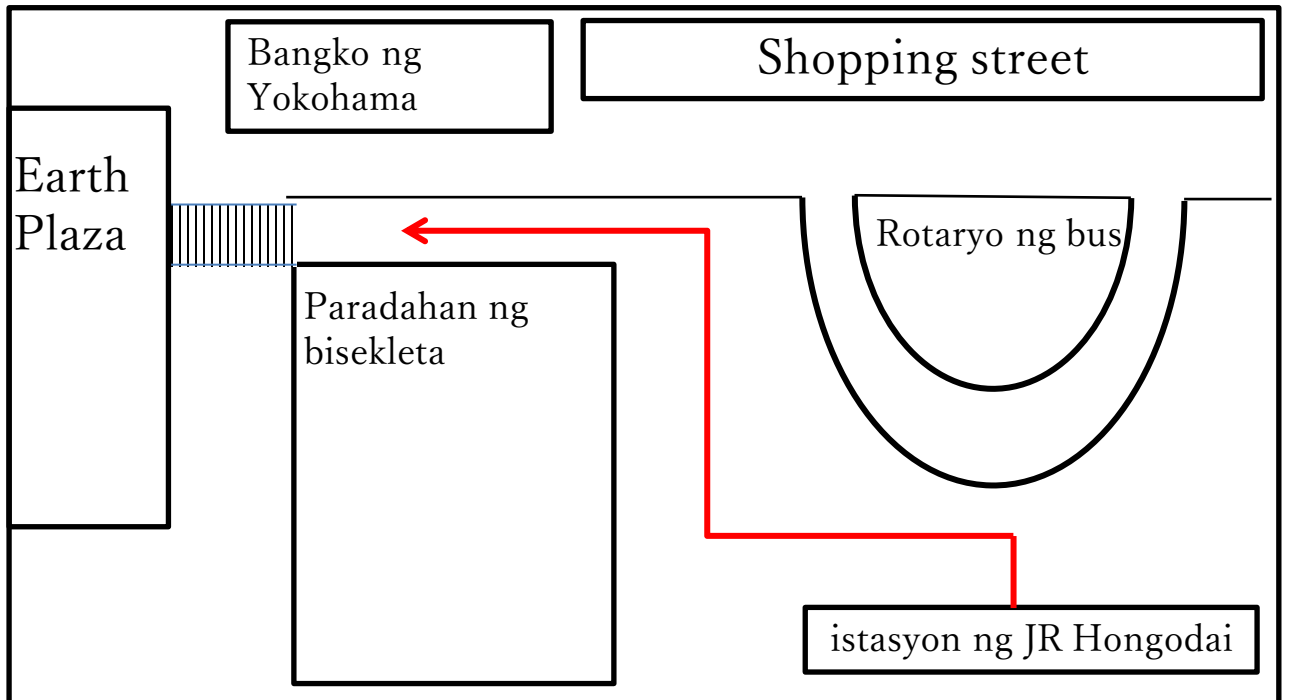 Bangko ng
Yokohama
Shopping street
Earth
Plaza
Rotaryo ng bus
Paradahan ng
bisekleta
istasyon ng JR Hongodai